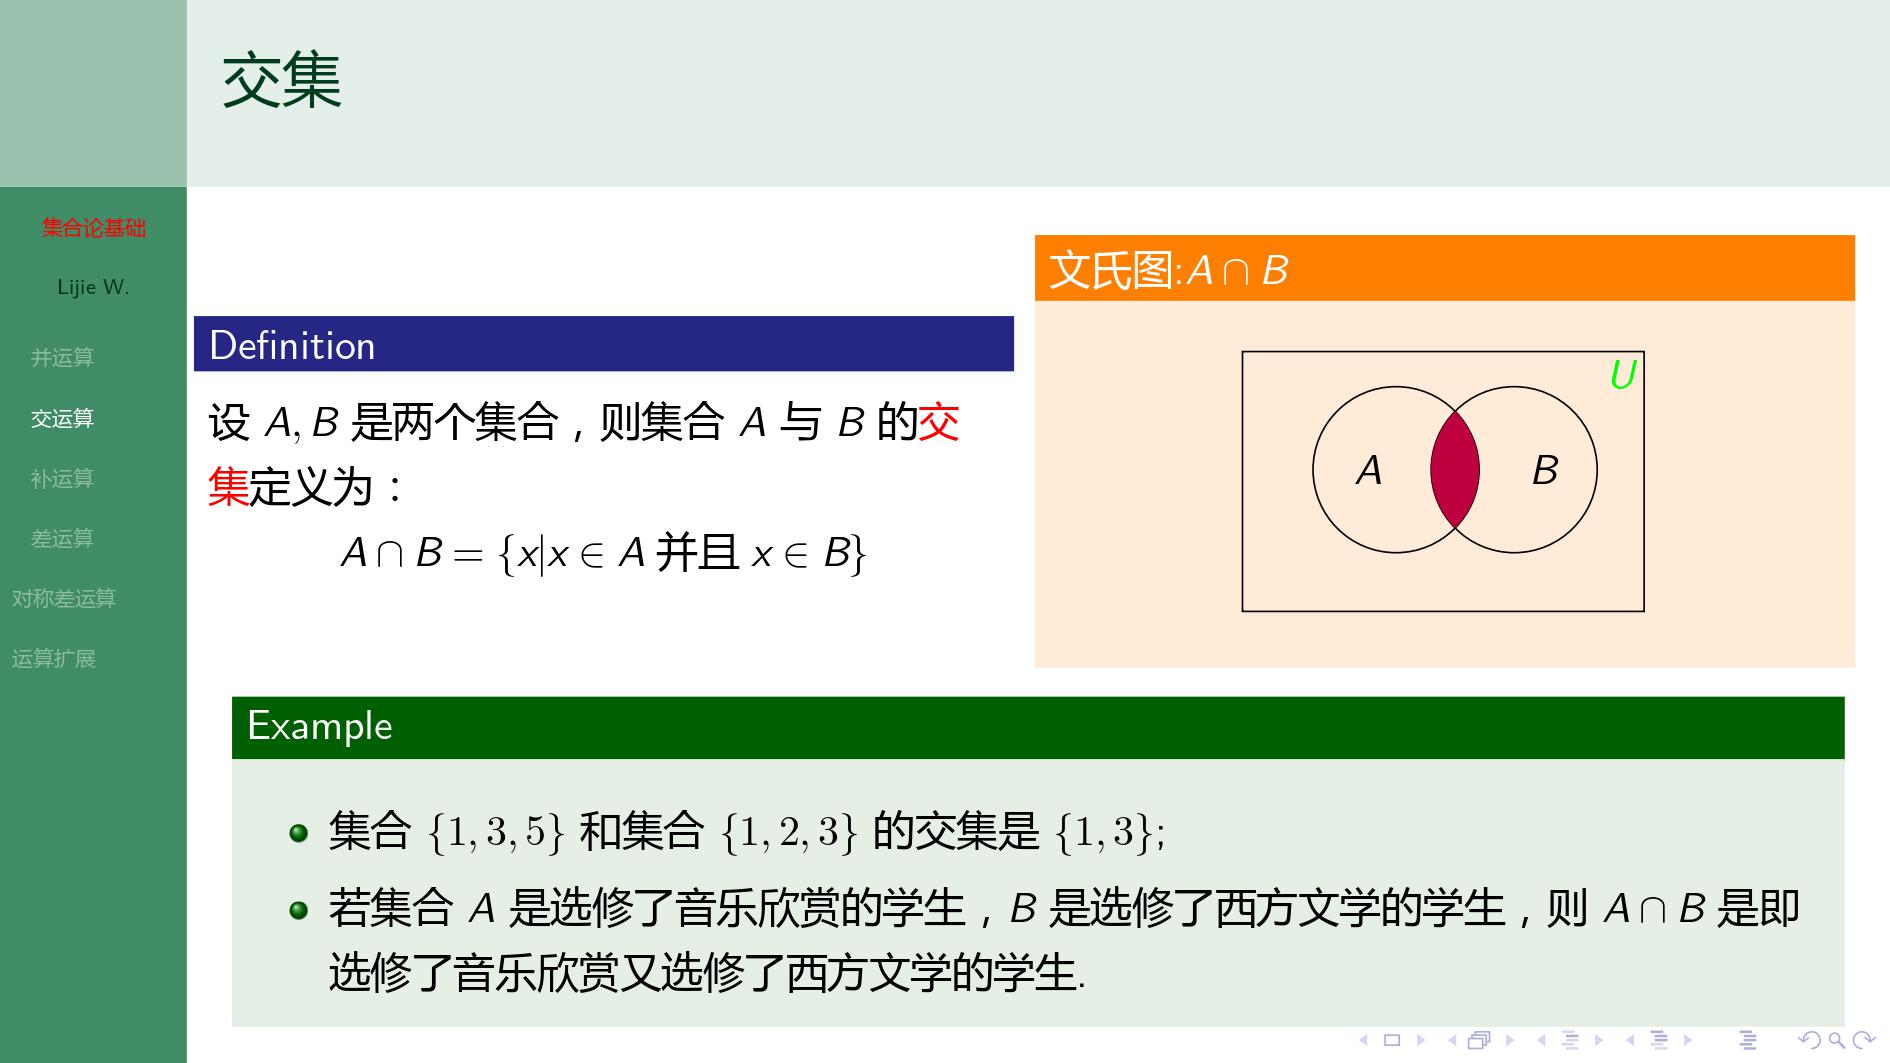 交集
集合论基础
Lijie W.
并运算
交运算
补运算
差运算
对称差运算
运算扩展
Definition
设 A, B 是两个集合，则集合 A 与 B 的交
集定义为：
A ∩ B = {x|x ∈ A 并且 x ∈ B}
文氏图:A ∩ B
U
A
B
Example
集合 {1, 3, 5} 和集合 {1, 2, 3} 的交集是 {1, 3};
若集合 A 是选修了音乐欣赏的学生，B 是选修了西方文学的学生，则 A ∩ B 是即
选修了音乐欣赏又选修了西方文学的学生.